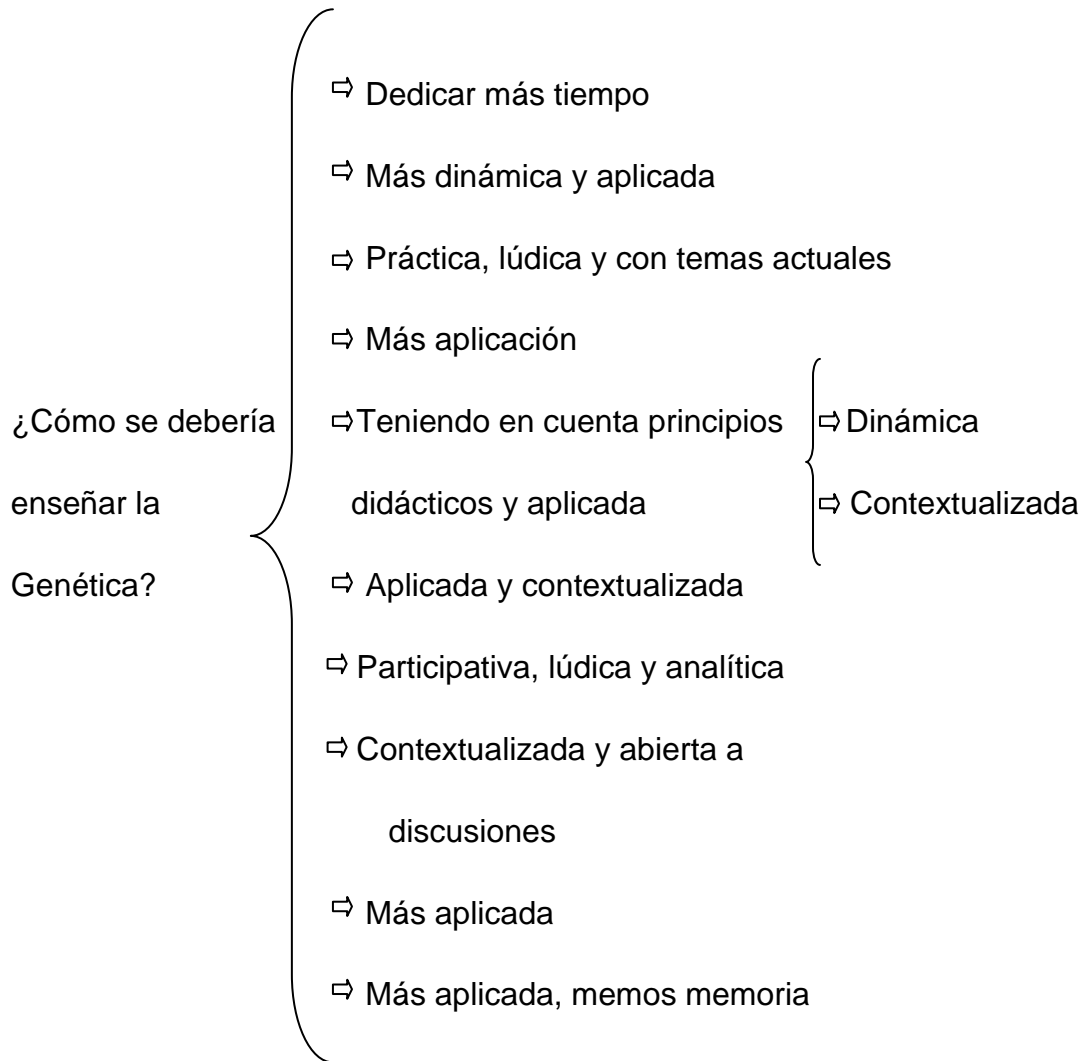 ⇨ Dedicar más tiempo
⇨ Más dinámica y aplicada
⇨ Práctica, lúdica y con temas actuales
⇨ Más aplicación
¿Cómo se debería
enseñar la
Genética?
⇨Teniendo en cuenta principios
didácticos y aplicada
⇨ Dinámica
⇨ Contextualizada
⇨ Aplicada y contextualizada
⇨ Participativa, lúdica y analítica
⇨ Contextualizada y abierta a
discusiones
⇨ Más aplicada
⇨ Más aplicada, memos memoria